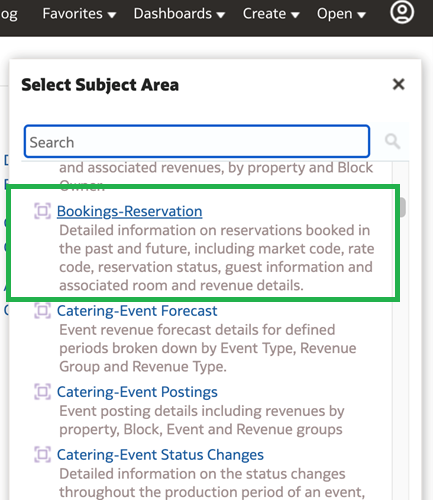 og Favorites Dashboards Create Open
Select Subject Area
Search
and associated revenues, by property and Block
Owner.
Bookings-Reservation
Detailed information on reservations booked in
the past and future, including market code, rate
code, reservation status, guest information and
associated room and revenue details.
Catering-Event Forecast
Event revenue forecast details for defined
periods broken down by Event Type, Revenue
Group and Revenue Type.
Catering-Event Postings
Event posting details including revenues by
property, Block, Event and Revenue groups
Catering-Event Status Changes
Detailed information on the status changes
throughout the production period of an event,